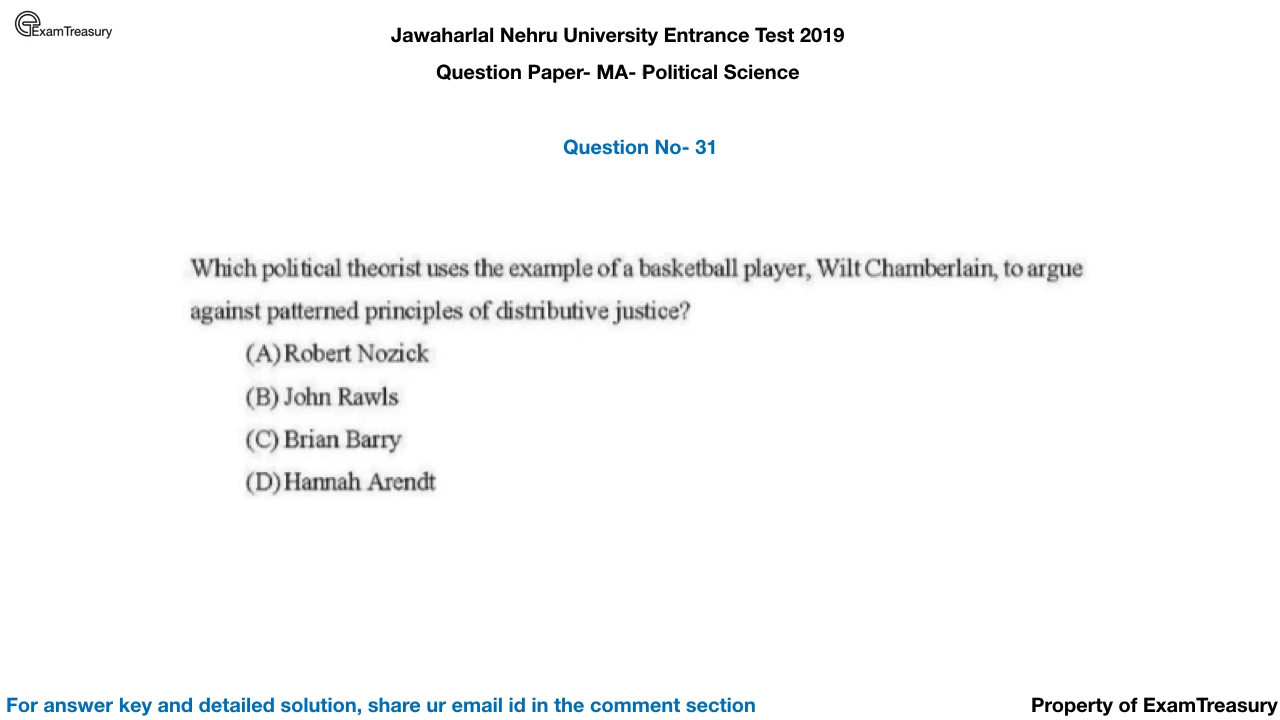 ExamTreasury
Jawaharlal Nehru University Entrance Test 2019
Question Paper- MA- Political Science
Question No- 31
Which political theorist uses the example of a basketball player, Wilt Chamberlain, to argue
against patterned principles of distributive justice?
(A) Robert Nozick
(B) John Rawls
(C) Brian Barry
(D) Hannah Arendt
For answer key and detailed solution, share ur email id in the comment section
Property of ExamTreasury